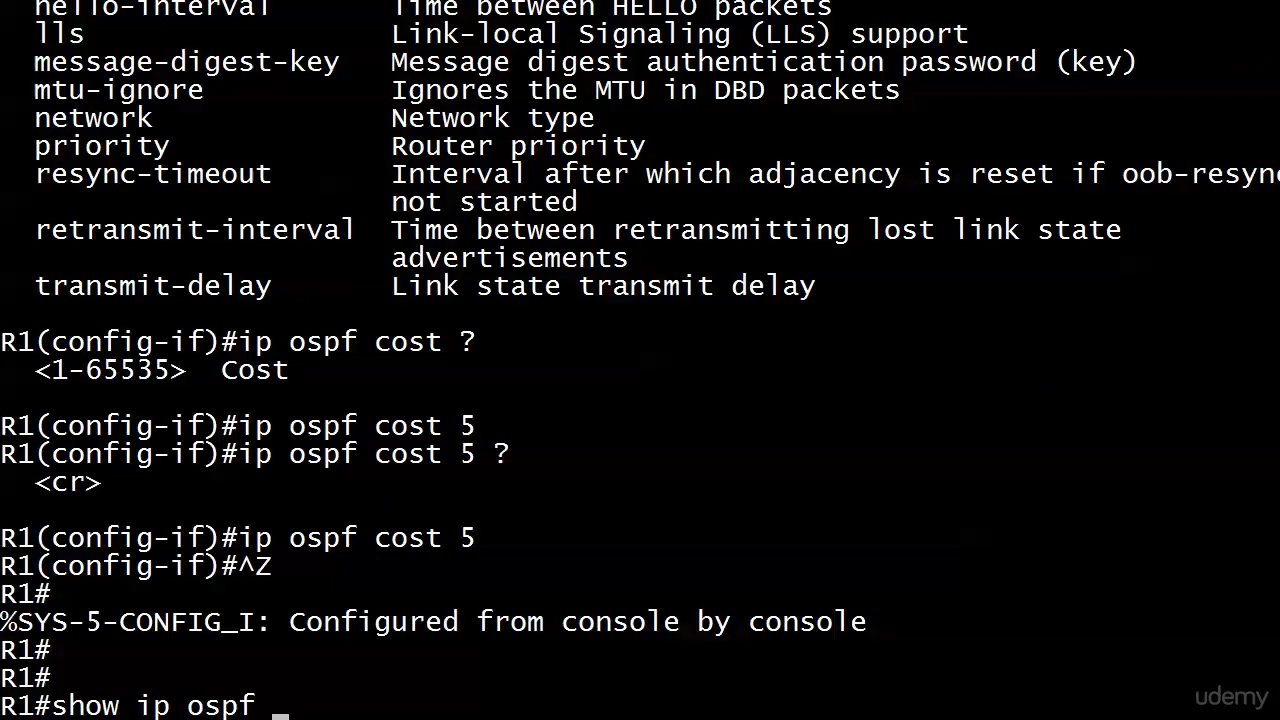 hello-interval Time between HELLO packets
lls Link-local Signaling (LLS) support
message-digest-key Message digest authentication password (key)
mtu-ignore Ignores the MTU in DBD packets
network Network type
priority Router priority
resync-timeout Interval after which adjacency is reset if oob-resync
not started
retransmit-interval Time between retransmitting lost link state
advertisements
transmit-delay Link state transmit delay
R1(config-if)#ip ospf cost ?
<1-65535> Cost
R1(config-if)#ip ospf cost 5
R1(config-if)#ip ospf cost 5 ?
<cr>
R1(config-if)#ip ospf cost 5
R1(config-if)#^Z
R1#
%SYS-5-CONFIG_I: Configured from console by console
R1#
R1#
R1#show ip ospf
udemy